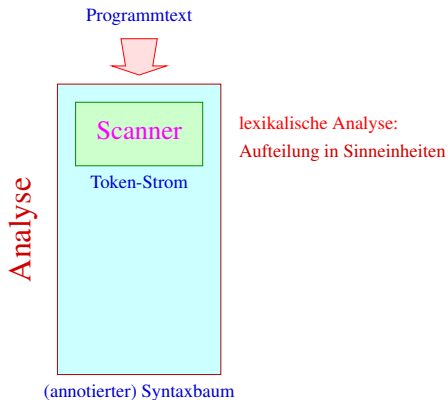 Programmtext
Scanner
lexikalische Analyse:
Aufteilung in Sinneinheiten
Token-Strom
Analyse
(annotierter) Syntaxbaum